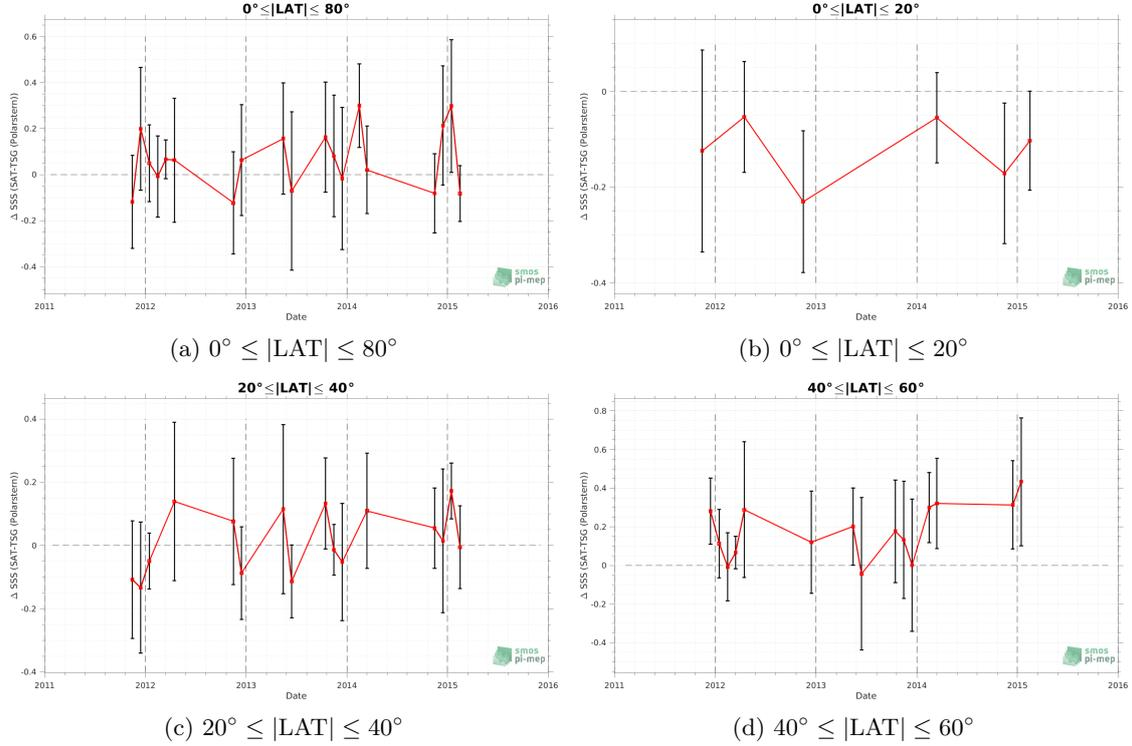 0°≤|LAT|≤ 80°
Δ SSS (SAT-TSG (Polarstern))
0.6
0.4
0.2
0
-0.2
-0.4
2011 2012 2013 2014 2015 2016
Date
smos
pi-mep
(a) 0° ≤ |LAT| ≤ 80°
0°≤|LAT|≤ 20°
Δ SSS (SAT-TSG (Polarstern))
0
-0.2
-0.4
2011 2012 2013 2014 2015 2016
Date
smos
pi-mep
(b) 0° ≤ |LAT| ≤ 20°
20°≤|LAT|≤ 40°
Δ SSS (SAT-TSG (Polarstern))
0.4
0.2
0
-0.2
-0.4
2011 2012 2013 2014 2015 2016
Date
smos
pi-mep
(c) 20° ≤ |LAT| ≤ 40°
40°≤|LAT|≤ 60°
Δ SSS (SAT-TSG (Polarstern))
0.8
0.6
0.4
0.2
0
-0.2
-0.4
2011 2012 2013 2014 2015 2016
Date
smos
pi-mep
(d) 40° ≤ |LAT| ≤ 60°